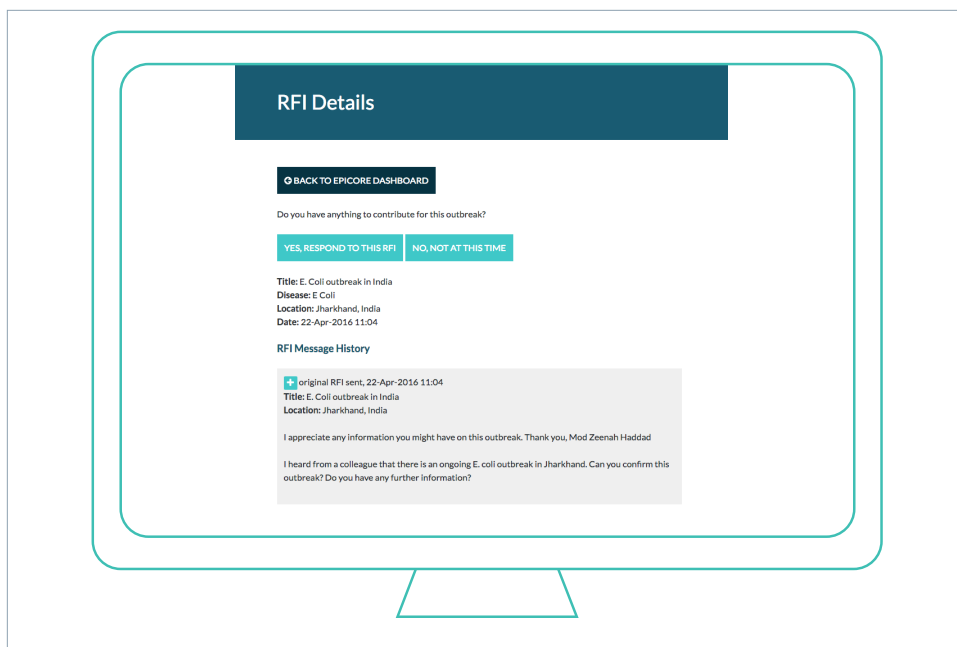 RFI Details
BACK TO EPICORE DASHBOARD
Do you have anything to contribute for this outbreak?
YES, RESPOND TO THIS RFI
NO, NOT AT THIS TIME
Title: E. Coli outbreak in India
Disease: E Coli
Location: Jharkhand, India
Date: 22-Apr-2016 11:04
RFI Message History
original RFI sent, 22-Apr-2016 11:04
Title: E. Coli outbreak in India
Location: Jharkhand, India
I appreciate any information you might have on this outbreak. Thank you, Mod Zeenah Haddad
I heard from a colleague that there is an ongoing E. coli outbreak in Jharkhand. Can you confirm this
outbreak? Do you have any further information?